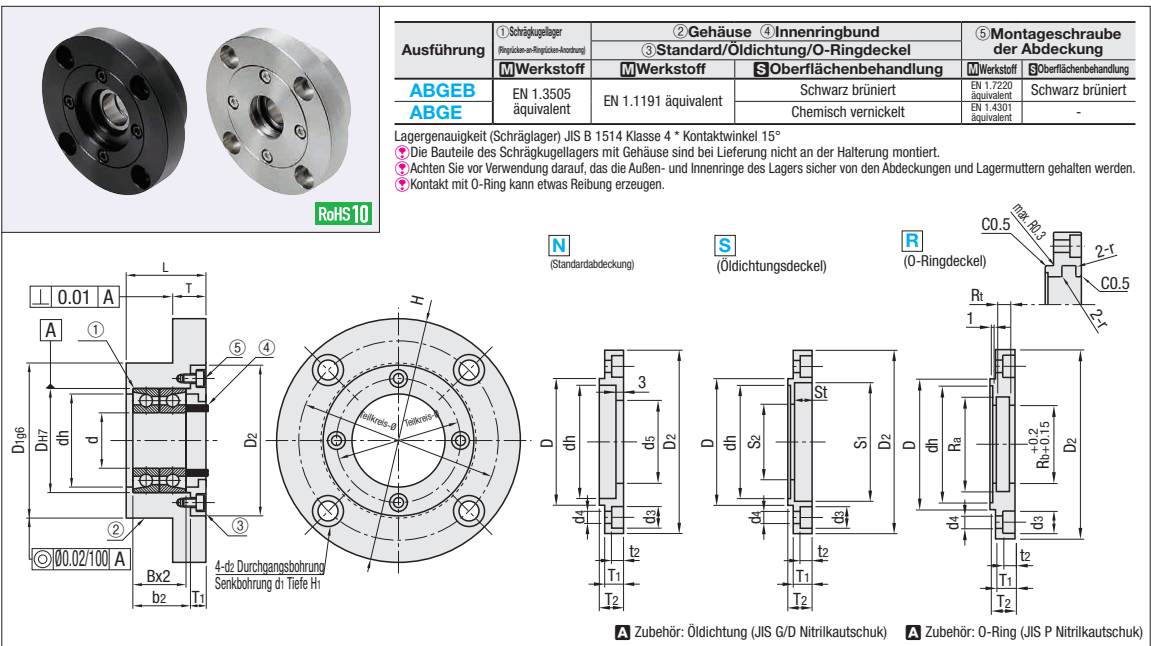 RoHS10
Ausführung
①Schrägkugellager
(Ringrücken-an-Ringrücken-Anordnung)
②Gehäuse ④Innenringbund
③Standard/Öldichtung/O-Ringdeckel
⑤Montageschraube der Abdeckung
MWerkstoff
MWerkstoff
SOberflächenbehandlung
MWerkstoff
SOberflächenbehandlung
ABGEB
EN 1.3505 äquivalent
EN 1.1191 äquivalent
Schwarz brüniert
EN 1.7220 äquivalent
Schwarz brüniert
ABGE
Chemisch vernickelt
EN 1.4301 äquivalent
-
Lagergenauigkeit (Schräglager) JIS B 1514 Klasse 4 * Kontaktwinkel 15°
Die Bauteile des Schrägkugellagers mit Gehäuse sind bei Lieferung nicht an der Halterung montiert.
Achten Sie vor Verwendung darauf, das die Außen- und Innenringe des Lagers sicher von den Abdeckungen und Lagermuttern gehalten werden.
Kontakt mit O-Ring kann etwas Reibung erzeugen.
L
T
⊥ 0.01 A
A
①
⑤
④
D1g6
DH7
dh
d
D2
②
③
◎ Ø0.02/100 A
Bx2
b2
T1
H
Teilkreis-Ø
Teilkreis-Ø
4-d2 Durchgangsbohrung
Senkbohrung d1 Tiefe H1
N
(Standardabdeckung)
3
D
dh
d5
D2
d4
d3
t2
T1
T2
S
(Öldichtungsdeckel)
St
D
dh
S2
S1
D2
d4
d3
t2
T1
T2
R
(O-Ringdeckel)
C0.5
max. R0.3
2-r
C0.5
2-r
Rt
1
D
dh
Ra
Rb+0.2 +0.15
D2
d4
d3
t2
T1
T2
A Zubehör: Öldichtung (JIS G/D Nitrilkautschuk)
A Zubehör: O-Ring (JIS P Nitrilkautschuk)